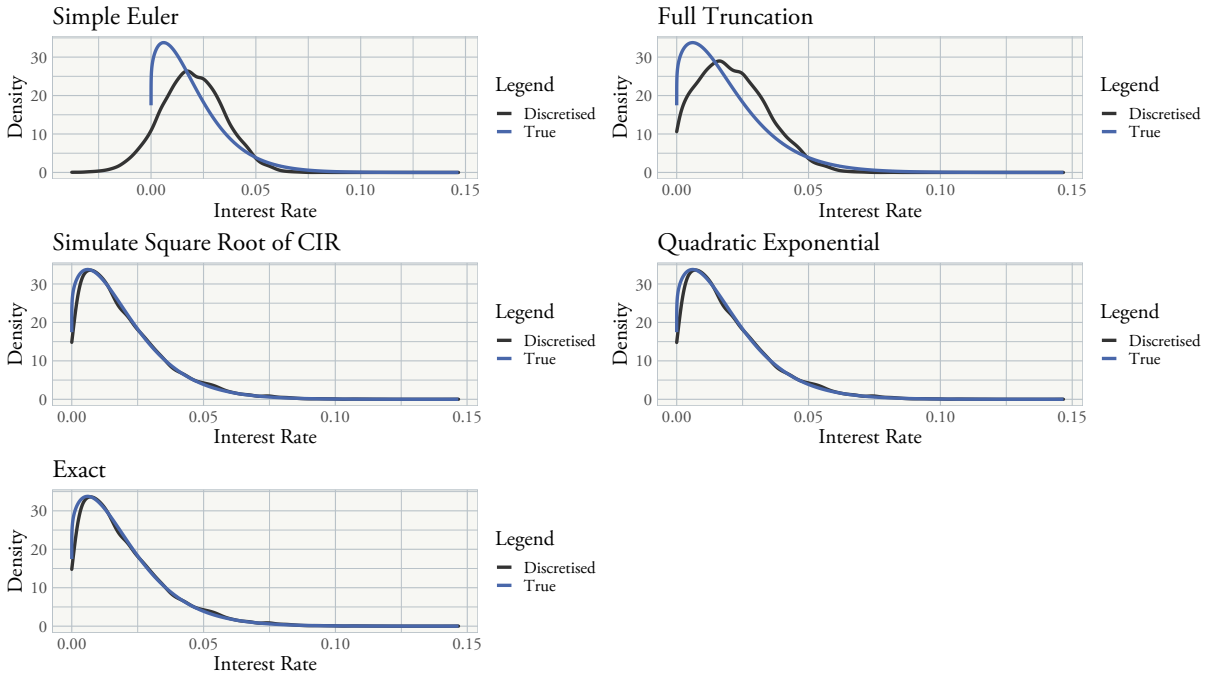 Simple Euler
30
20
10
0
Density
0.00
0.05
0.10
0.15
Interest Rate
Legend
Discretised
True
Full Truncation
30
20
10
0
Density
0.00
0.05
0.10
0.15
Interest Rate
Legend
Discretised
True
Simulate Square Root of CIR
30
20
10
0
Density
0.00
0.05
0.10
0.15
Interest Rate
Legend
Discretised
True
Quadratic Exponential
30
20
10
0
Density
0.00
0.05
0.10
0.15
Interest Rate
Legend
Discretised
True
Exact
30
20
10
0
Density
0.00
0.05
0.10
0.15
Interest Rate
Legend
Discretised
True